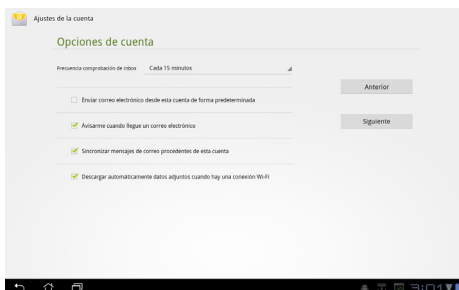 Ajustes de la cuenta
Opciones de cuenta
Frecuencia comprobación de inbox
Cada 15 minutos
Anterior
Enviar correo electrónico desde esta cuenta de forma predeterminada
Avisarme cuando llegue un correo electrónico
Siguiente
Sincronizar mensajes de correo procedentes de esta cuenta
Descargar automáticamente datos adjuntos cuando hay una conexión Wi-Fi
3:01